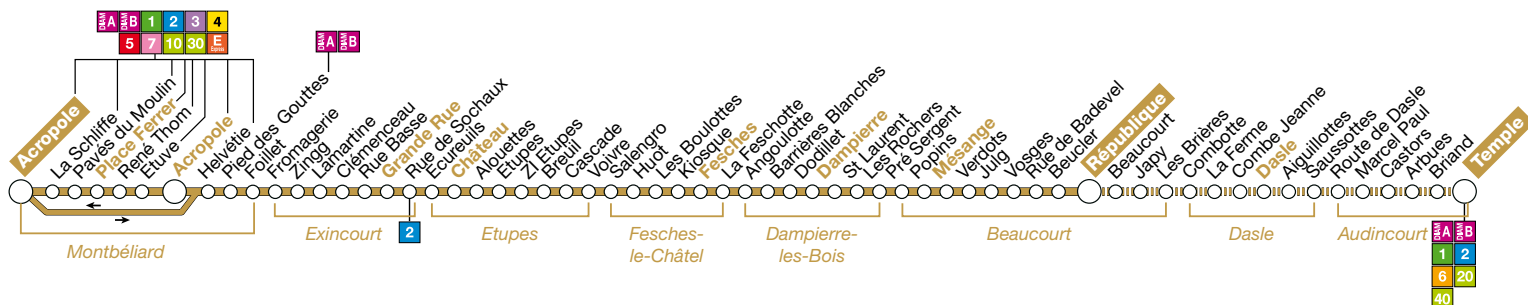 DIAM A DIAM B 1 2 3 4
5 7 10 30 E Express
DIAM A DIAM B
Acropole
La Schliffe
Pavés du Moulin
Place Ferrer
René Thom
Etuve
Acropole
Helvétie
Pied des Gouttes
Foillet
Fromagerie
Zingg
Lamartine
Clémenceau
Rue Basse
Grande Rue
Rue de Sochaux
Ecureuils
Château
Alouettes
Etupes
ZI Etupes
Breuil
Cascade
Voivre
Salengro
Huot
Les Boulottes
Kiosque
Fesches
La Feschotte
Angoulotte
Barrières Blanches
Dodillet
Dampierre
St. Laurent
Les Rochers
Pré Sergent
Popins
Mésange
Verdots
Julg
Vosges
Rue de Badevel
Beucler
République
Beaucourt
Japy
Les Brières
Combotte
La Ferme
Combe Jeanne
Dasle
Aiguillottes
Saussottes
Route de Dasle
Marcel Paul
Castors
Arbues
Briand
Temple
Montbéliard
Exincourt
2
Etupes
Fesches-
le-Châtel
Dampierre-
les-Bois
Beaucourt
Dasle
Audincourt
DIAM A DIAM B
1 2
6 20
40